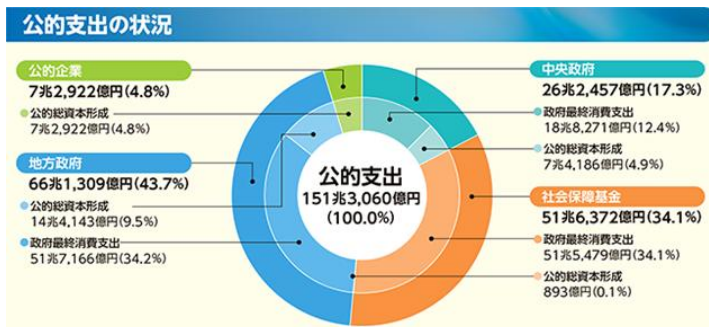 公的支出の状況
公的企業
7兆2,922億円(4.8%)
公的総資本形成
7兆2,922億円(4.8%)
地方政府
66兆1,309億円(43.7%)
公的総資本形成
14兆4,143億円(9.5%)
政府最終消費支出
51兆7,166億円(34.2%)
公的支出
151兆3,060億円
(100.0%)
中央政府
26兆2,457億円(17.3%)
政府最終消費支出
18兆8,271億円(12.4%)
公的総資本形成
7兆4,186億円(4.9%)
社会保障基金
51兆6,372億円(34.1%)
政府最終消費支出
51兆5,479億円(34.1%)
公的総資本形成
893億円(0.1%)